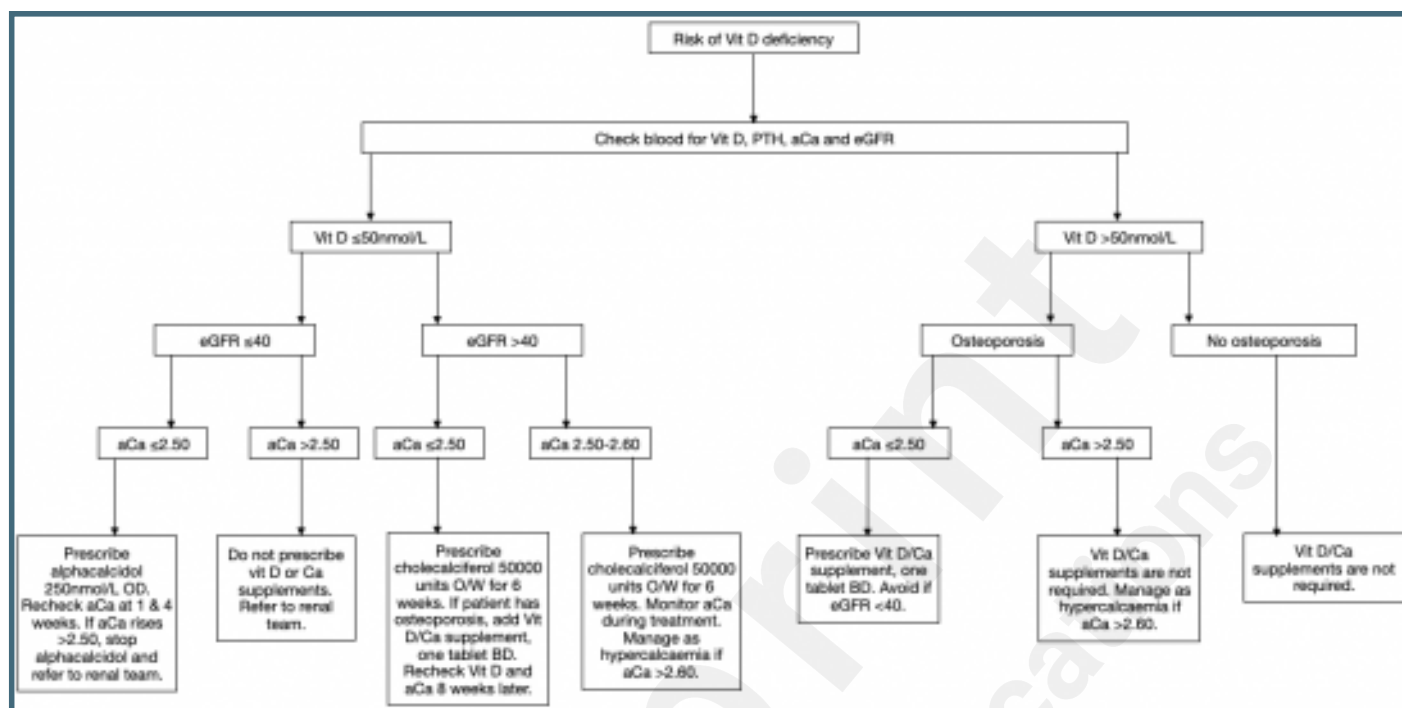 Risk of Vit D deficiency
Check blood for Vit D, PTH, aCa and eGFR
Vit D ≤50nmol/L
Vit D >50nmol/L
eGFR ≤40
eGFR >40
Osteoporosis
No osteoporosis
aCa ≤2.50
aCa >2.50
aCa ≤2.50
aCa 2.50-2.60
aCa ≤2.50
aCa >2.50
Prescribe
alphacalcidol
250nmol/L OD.
Recheck aCa at 1 & 4
weeks. If aCa rises
>2.50, stop
alphacalcidol and
refer to renal team.
Do not prescribe
vit D or Ca
supplements.
Refer to renal
team.
Prescribe
cholecalciferol 50000
units O/W for 6
weeks. If patient has
osteoporosis, add Vit
D/Ca supplement,
one tablet BD.
Recheck Vit D and
aCa 8 weeks later.
Prescribe
cholecalciferol 50000
units O/W for 6
weeks. Monitor aCa
during treatment.
Manage as
hypercalcaemia if
aCa >2.60.
Prescribe Vit D/Ca
supplement, one
tablet BD. Avoid if
eGFR <40.
Vit D/Ca
supplements are not
required. Manage as
hypercalcaemia if
aCa >2.60.
Vit D/Ca
supplements are not
required.